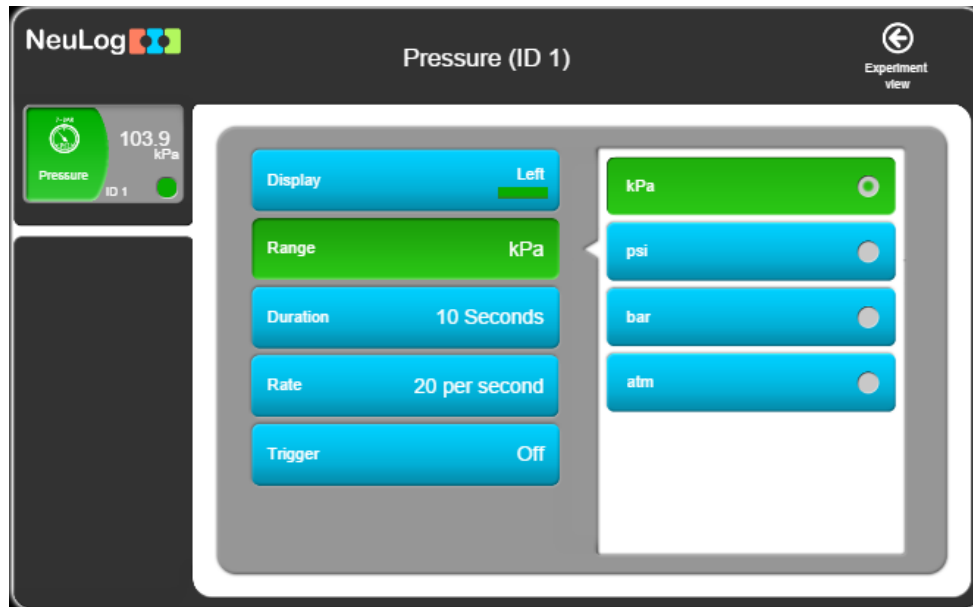 NeuLog
Pressure (ID 1)
Experiment
view
103.9
kPa
Pressure
ID 1
Display Left
Range kPa
Duration 10 Seconds
Rate 20 per second
Trigger Off
kPa
psi
bar
atm